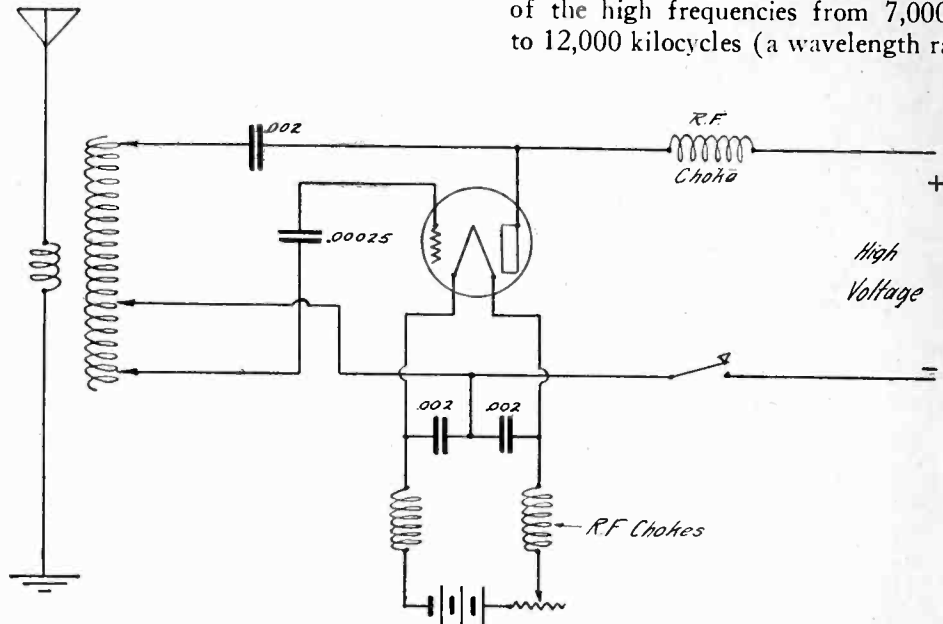 of the high frequencies from 7,000
to 12,000 kilocycles (a wavelength ra
.002
R.F.
Choke
+
.00025
High
Voltage
-
.002 .002
RF Chokes